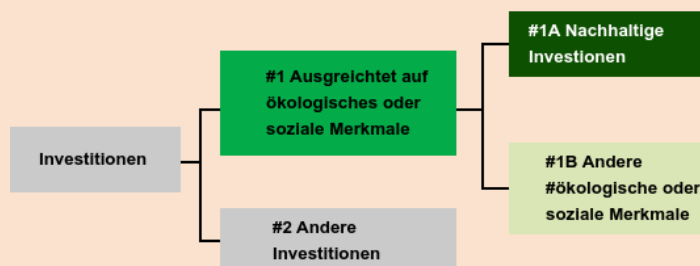 Investitionen
#1 Ausgreichtet auf
ökologisches oder
soziale Merkmale
#2 Andere
Investitionen
#1A Nachhaltige
Investionen
#1B Andere
#ökologische oder
soziale Merkmale